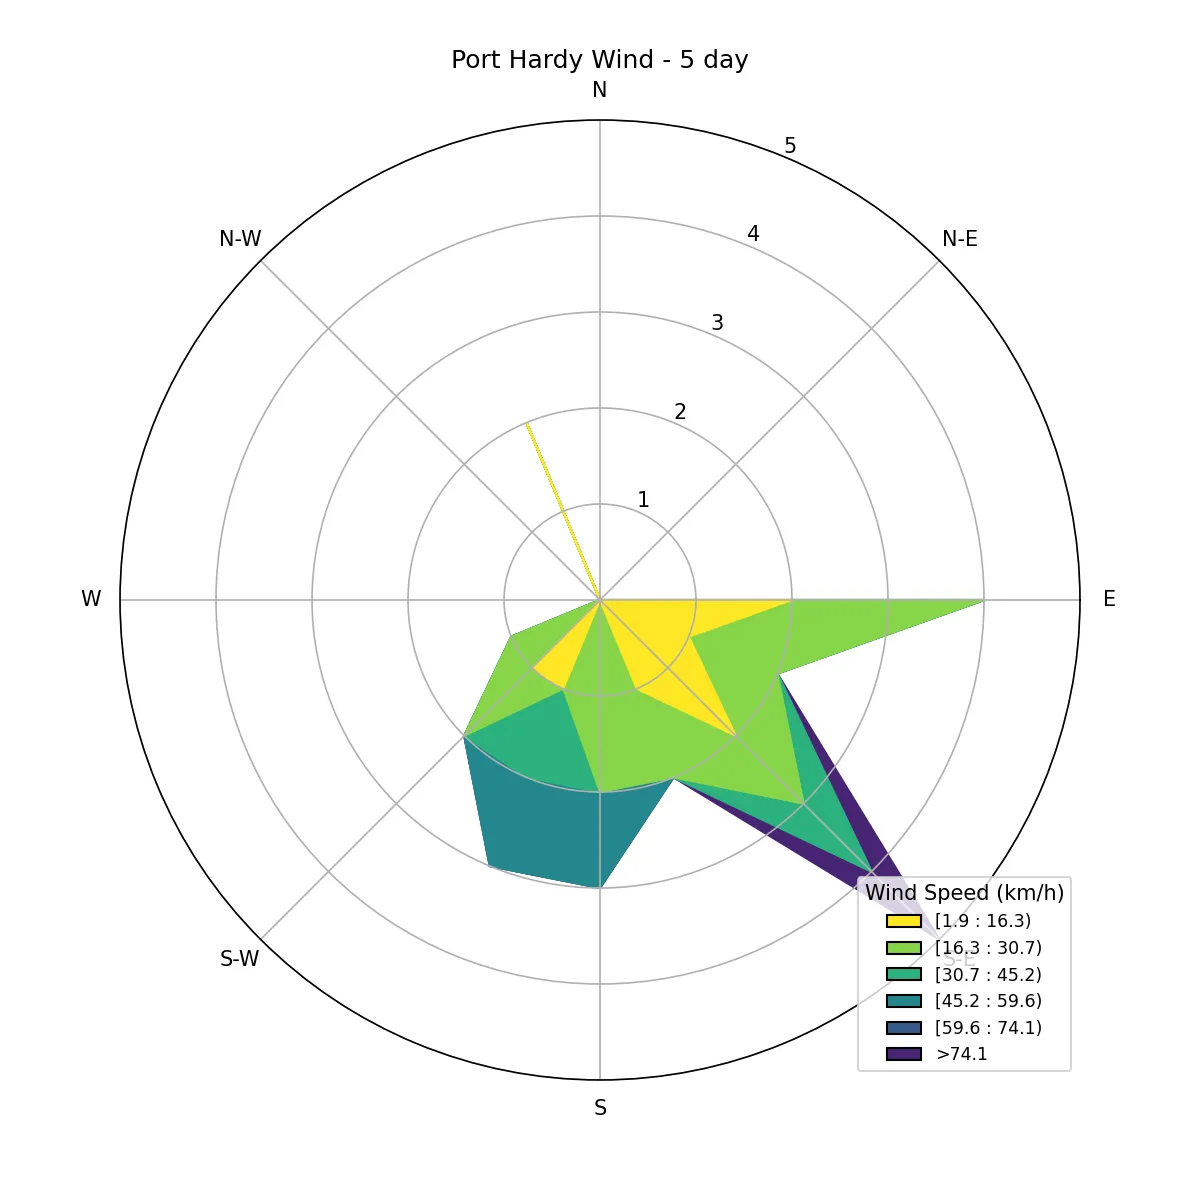 Port Hardy Wind - 5 day
N
5
N-W
N-E
4
3
2
1
W
E
Wind Speed (km/h)
[1.9 : 16.3)
[16.3 : 30.7)
S-W
S-E
[30.7 : 45.2)
[45.2 : 59.6)
[59.6 : 74.1)
>74.1
S